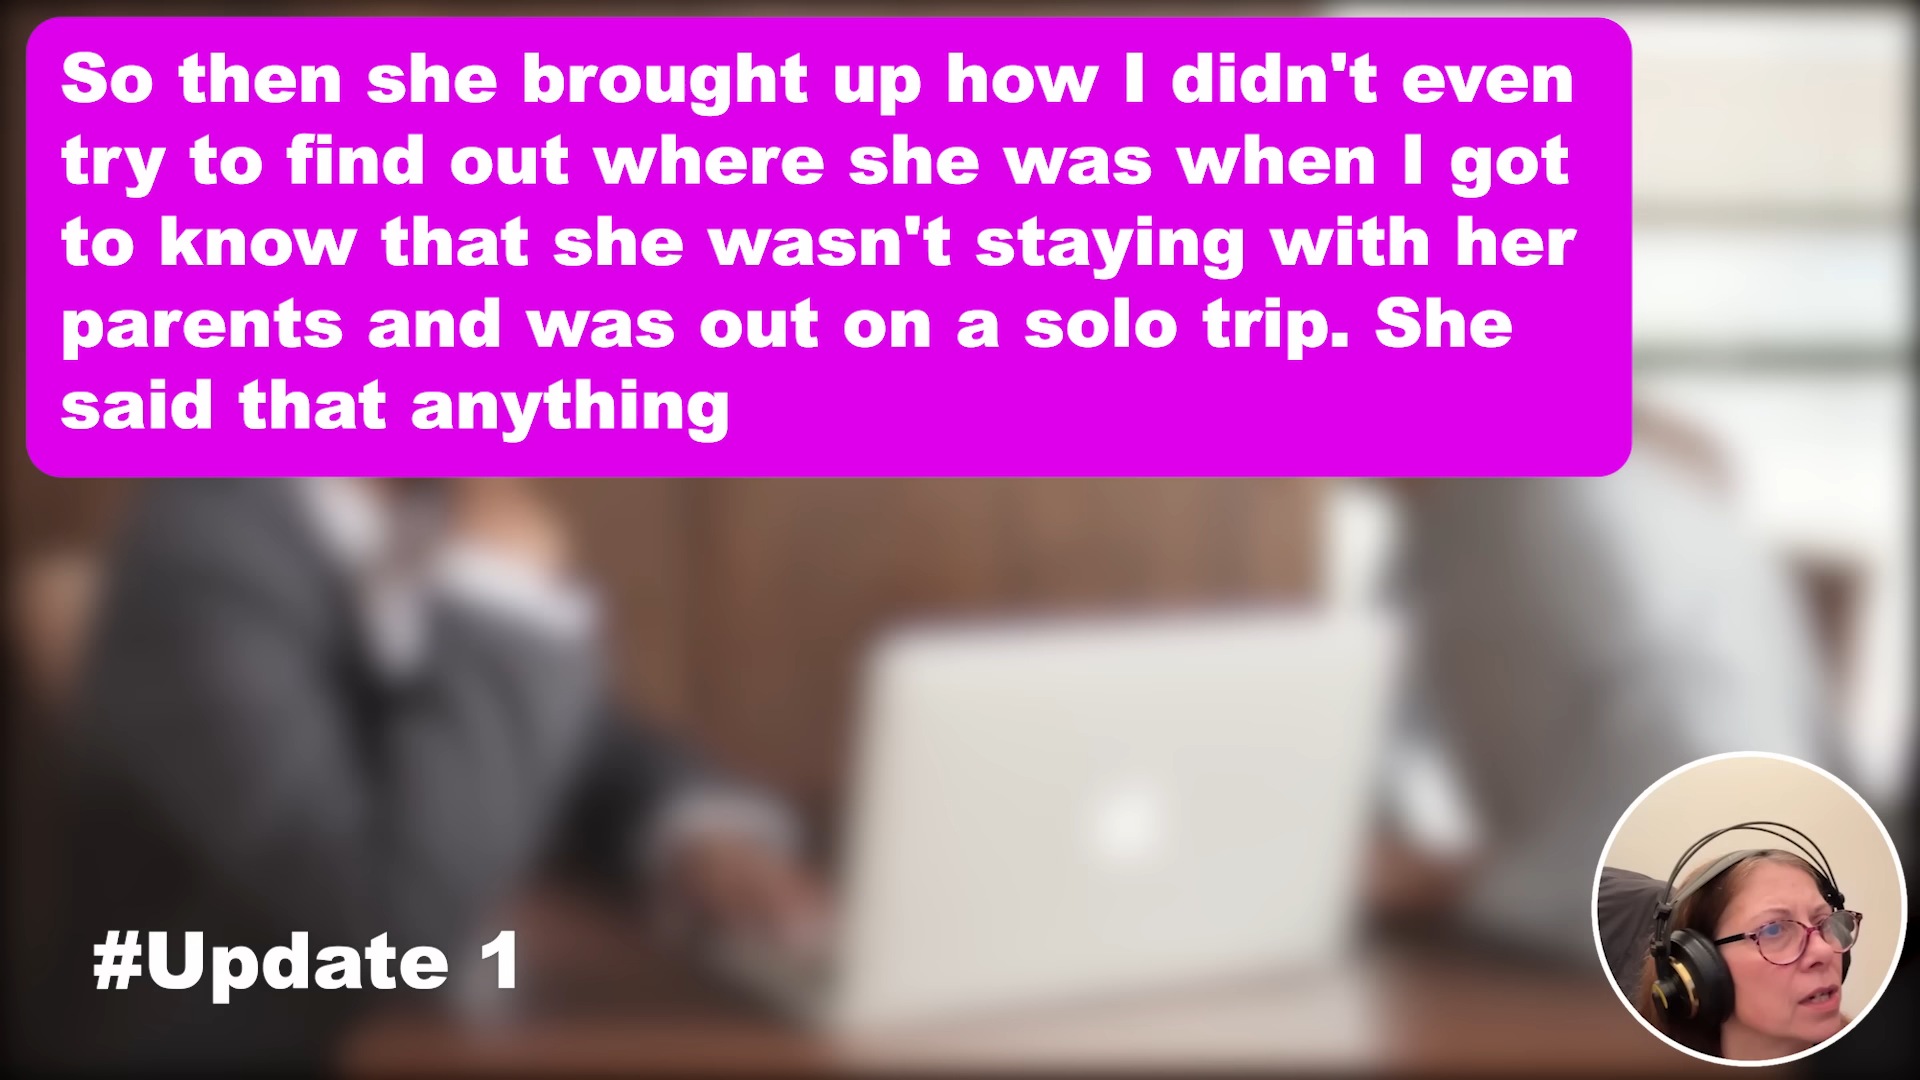 So then she brought up how I didn't even
try to find out where she was when I got
to know that she wasn't staying with her
parents and was out on a solo trip. She
said that anything
#Update 1